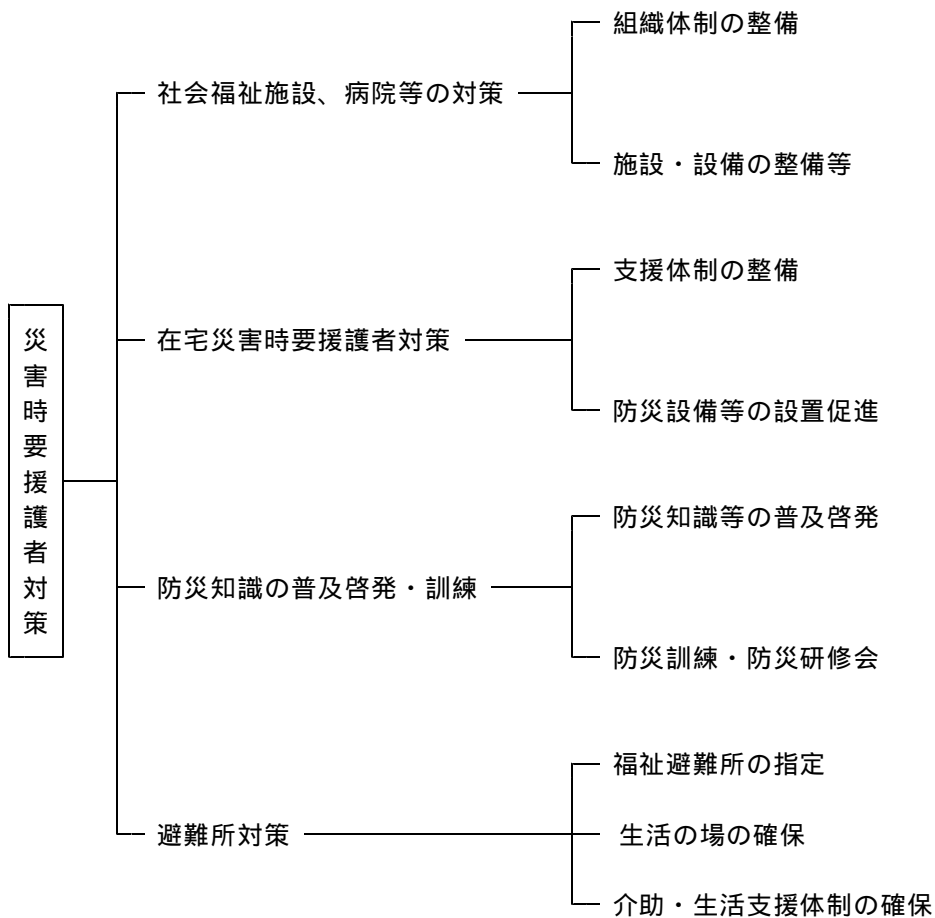 災害時要援護者対策
社会福祉施設、病院等の対策
組織体制の整備
施設・設備の整備等
在宅災害時要援護者対策
支援体制の整備
防災設備等の設置促進
防災知識の普及啓発・訓練
防災知識等の普及啓発
防災訓練・防災研修会
避難所対策
福祉避難所の指定
生活の場の確保
介助・生活支援体制の確保